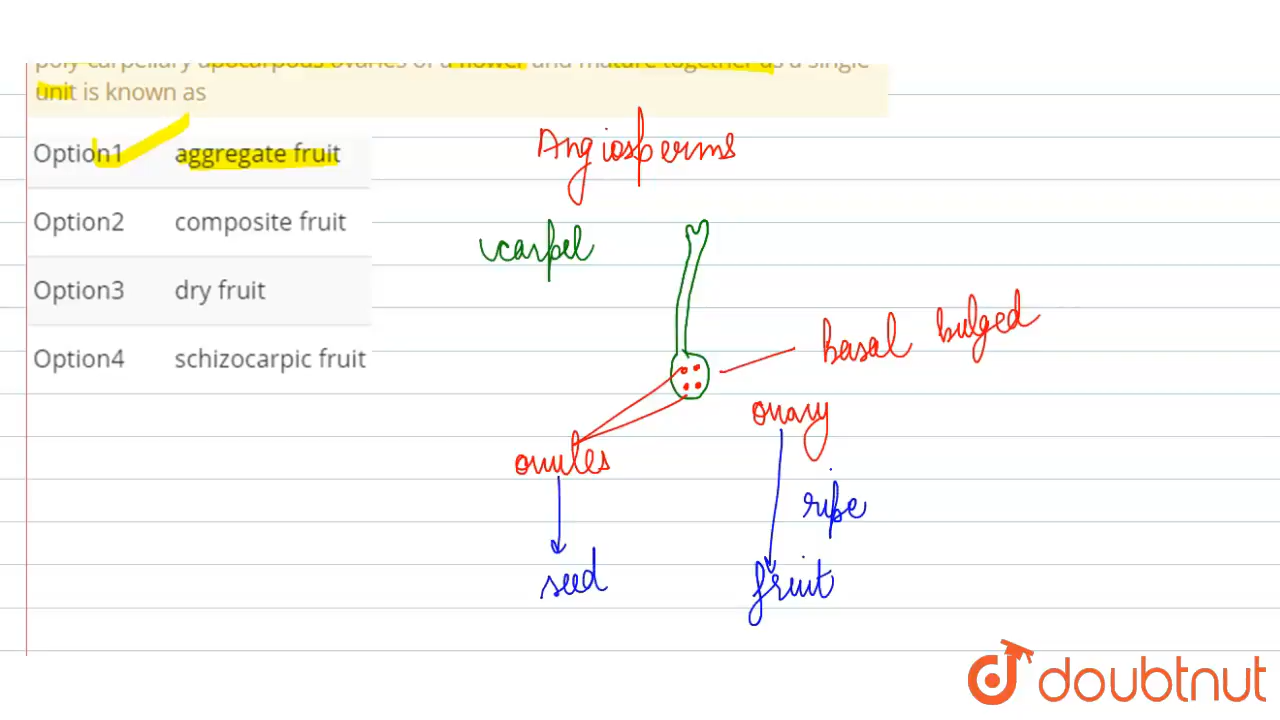 poly carpellary apocarpous ovaries of a flower and mature together as a single
unit is known as
Option1 aggregate fruit
Option2 composite fruit
Option3 dry fruit
Option4 schizocarpic fruit
Angiosperms
carpel
basal bulged
ovary
ovules
ripe
seed
fruit
doubtnut